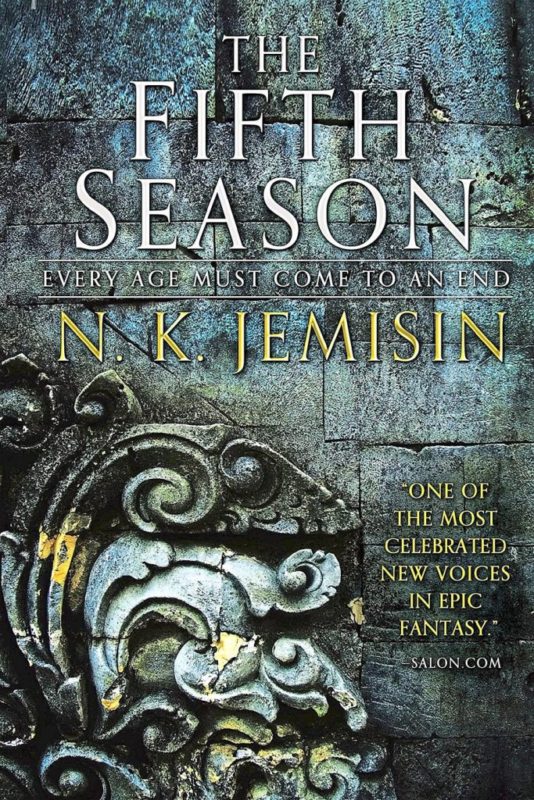 THE
FIFTH
SEASON
EVERY AGE MUST COME TO AN END
N. K. JEMISIN
“ONE OF
THE MOST
CELEBRATED
NEW VOICES
IN EPIC
FANTASY.”
–SALON.COM